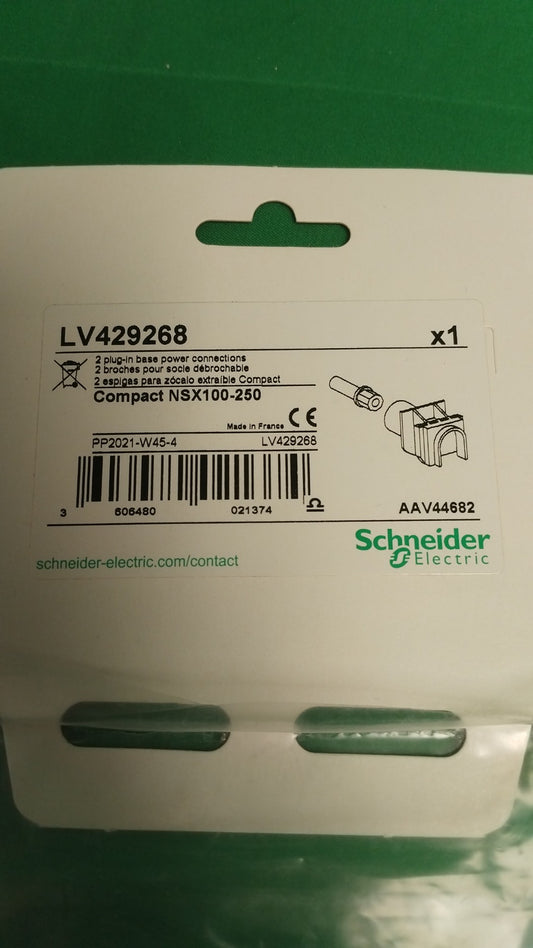 LV429268 x1
2 plug-in base power connections
2 broches pour socle débrochable
2 espigas para zócalo extraible Compact
Compact NSX100-250
Made in France CE
PP2021-W45-4 LV429268
3 606480 021374
AAV44682
Schneider
Electric
schneider-electric.com/contact